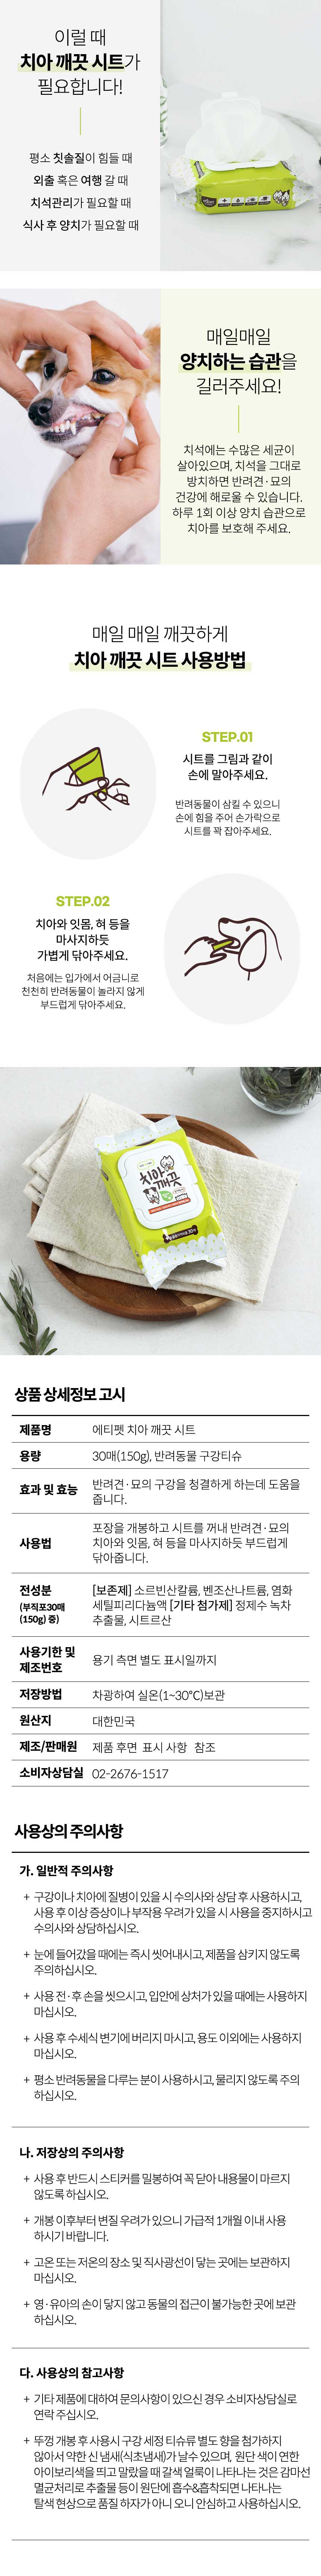 이럴 때
치아 깨끗 시트가
필요합니다!
평소 칫솔질이 힘들 때
외출 혹은 여행 갈 때
치석관리가 필요할 때
식사 후 양치가 필요할 때
매일매일
양치하는 습관을
길러주세요!
치석에는 수많은 세균이
살아있으며, 치석을 그대로
방치하면 반려견·묘의
건강에 해로울 수 있습니다.
하루 1회 이상 양치 습관으로
치아를 보호해 주세요.
매일 매일 깨끗하게
치아 깨끗 시트 사용방법
STEP.01
시트를 그림과 같이
손에 말아주세요.
반려동물이 삼킬 수 있으니
손에 힘을 주어 손가락으로
시트를 꽉 잡아주세요.
STEP.02
치아와 잇몸, 혀 등을
마사지하듯
가볍게 닦아주세요.
처음에는 입가에서 어금니로
천천히 반려동물이 놀라지 않게
부드럽게 닦아주세요.
치아
깨끗
상품 상세정보 고시
제품명 에티펫 치아 깨끗 시트
용량 30매(150g), 반려동물 구강티슈
효과 및 효능 반려견·묘의 구강을 청결하게 하는데 도움을
줍니다.
사용법 포장을 개봉하고 시트를 꺼내 반려견·묘의
치아와 잇몸, 혀 등을 마사지하듯 부드럽게
닦아줍니다.
전성분
(부직포30매
(150g) 중)
[보존제] 소르빈산칼륨, 벤조산나트륨, 염화
세틸피리다늄액 [기타 첨가제] 정제수 녹차
추출물, 시트르산
사용기한 및
제조번호
용기 측면 별도 표시일까지
저장방법 차광하여 실온(1~30℃)보관
원산지 대한민국
제조/판매원 제품 후면 표시 사항 참조
소비자상담실 02-2676-1517
사용상의 주의사항
가. 일반적 주의사항
+ 구강이나 치아에 질병이 있을 시 수의사와 상담 후 사용하시고,
사용 후 이상 증상이나 부작용 우려가 있을 시 사용을 중지하시고
수의사와 상담하십시오.
+ 눈에 들어갔을 때에는 즉시 씻어내시고, 제품을 삼키지 않도록
주의하십시오.
+ 사용 전·후 손을 씻으시고, 입안에 상처가 있을 때에는 사용하지
마십시오.
+ 사용 후 수세식 변기에 버리지 마시고, 용도 이외에는 사용하지
마십시오.
+ 평소 반려동물을 다루는 분이 사용하시고, 물리지 않도록 주의
하십시오.
나. 저장상의 주의사항
+ 사용 후 반드시 스티커를 밀봉하여 꼭 닫아 내용물이 마르지
않도록 하십시오.
+ 개봉 이후부터 변질 우려가 있으니 가급적 1개월 이내 사용
하시기 바랍니다.
+ 고온 또는 저온의 장소 및 직사광선이 닿는 곳에는 보관하지
마십시오.
+ 영·유아의 손이 닿지 않고 동물의 접근이 불가능한 곳에 보관
하십시오.
다. 사용상의 참고사항
+ 기타 제품에 대하여 문의사항이 있으신 경우 소비자상담실로
연락 주십시오.
+ 뚜껑 개봉 후 사용시 구강 세정 티슈류 별도 향을 첨가하지
않아서 약한 신 냄새(식초냄새)가 날수 있으며, 원단 색이 연한
아이보리색을 띄고 말랐을 때 갈색 얼룩이 나타나는 것은 감마선
멸균처리로 추출물 등이 원단에 흡수&흡착되면 나타나는
탈색 현상으로 품질 하자가 아니 오니 안심하고 사용하십시오.